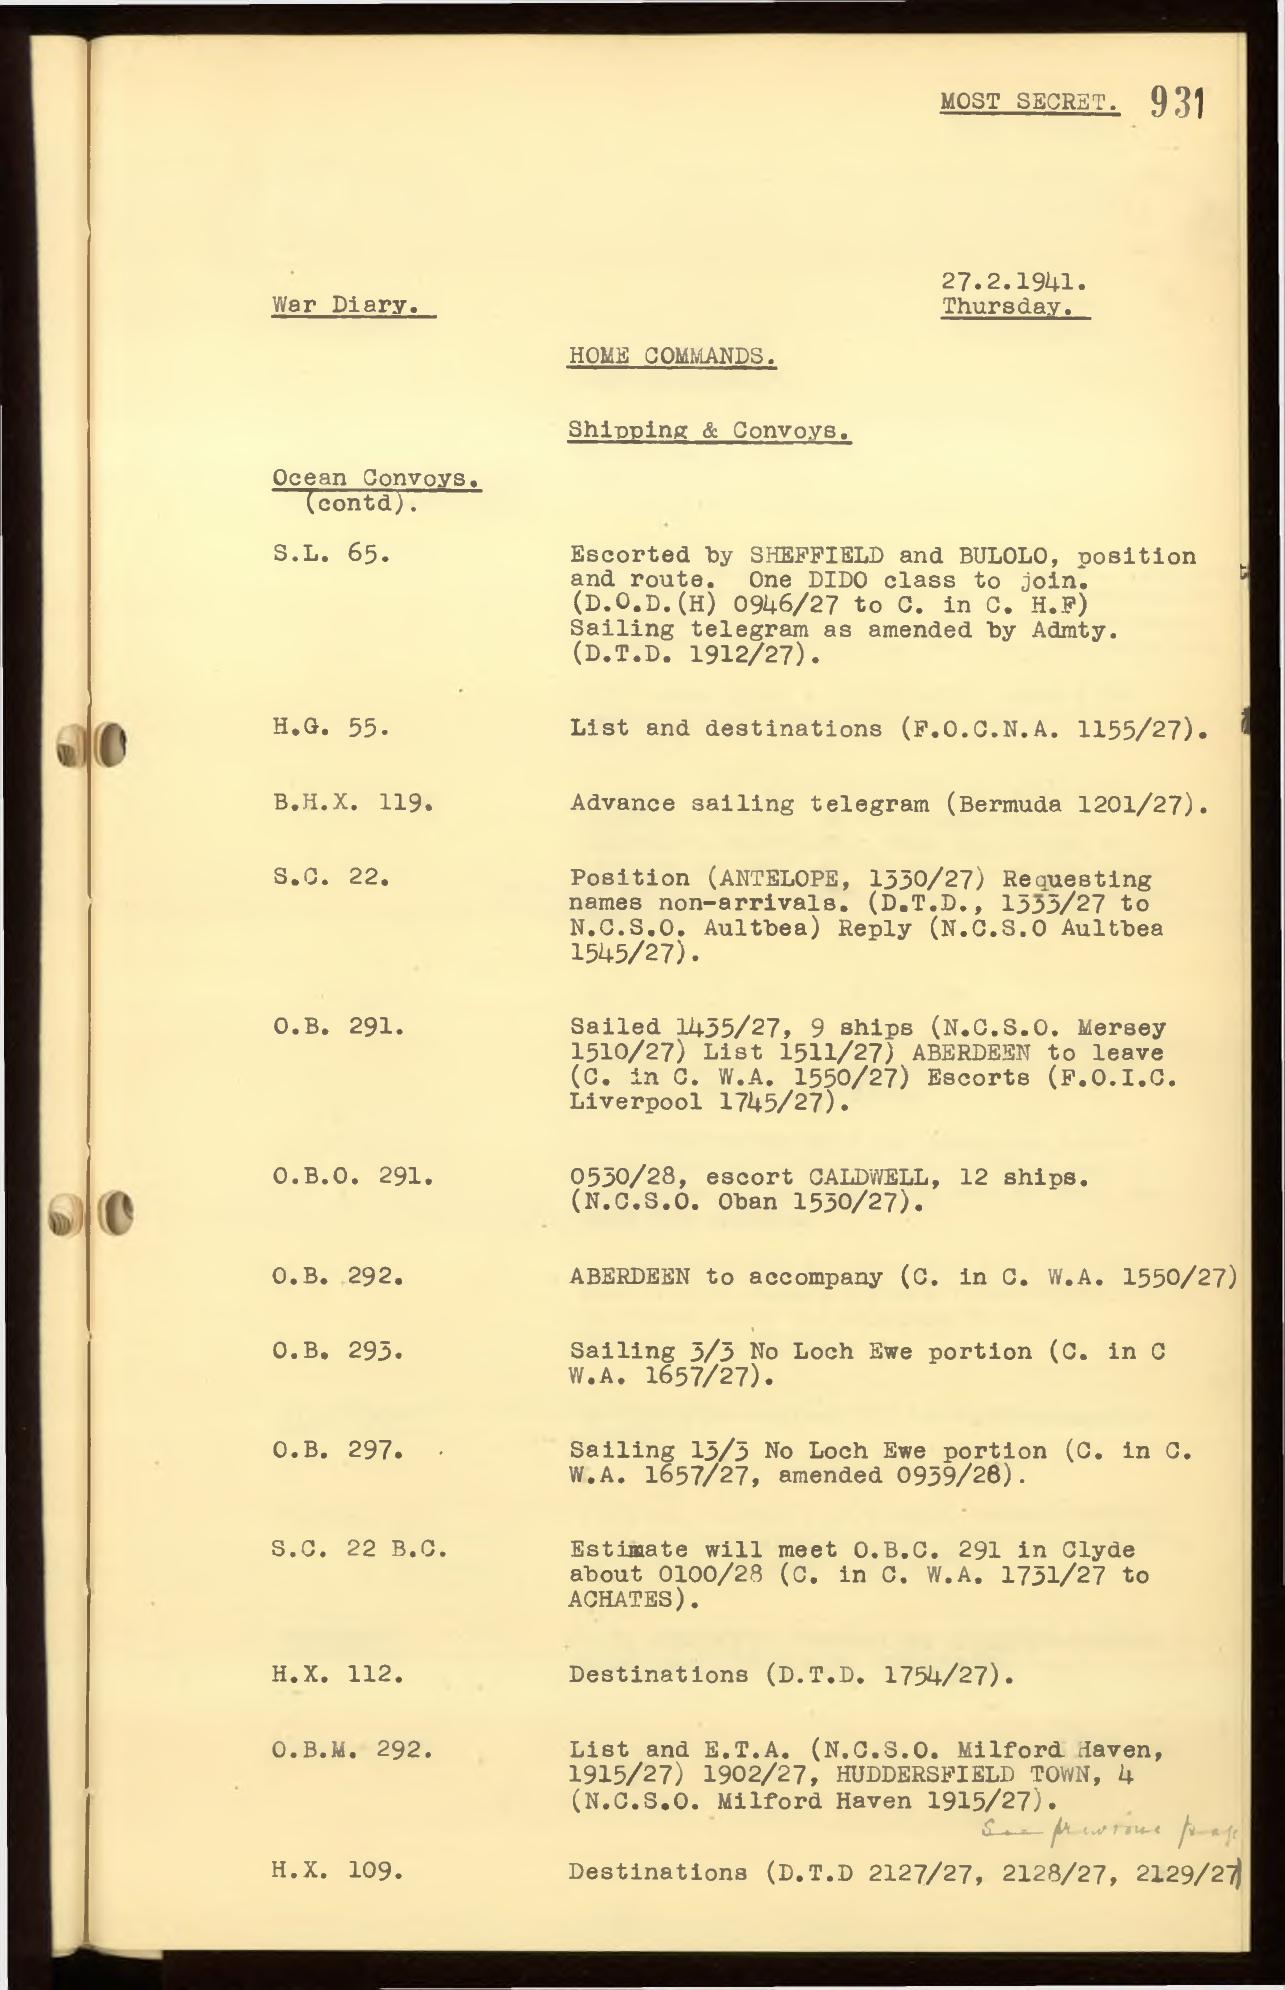 MOST SECRET. 931
27.2.1941.
War Diary.
Thursday.
HOME COMMANDS.
Shipping & Convoys.
Ocean Convoys.
(contd).
S.L. 65. Escorted by SHEFFIELD and BULOLO, position
and route. One DIDO class to join.
(D.O.D.(H) 0946/27 to C. in C. H.F)
Sailing telegram as amended by Admty.
(D.T.D. 1912/27).
H.G. 55. List and destinations (F.O.C.N.A. 1155/27).
B.H.X. 119. Advance sailing telegram (Bermuda 1201/27).
S.C. 22. Position (ANTELOPE, 1330/27) Requesting
names non-arrivals. (D.T.D., 1333/27 to
N.C.S.O. Aultbea) Reply (N.C.S.O Aultbea
1545/27).
O.B. 291. Sailed 1435/27, 9 ships (N.C.S.O. Mersey
1510/27) List 1511/27) ABERDEEN to leave
(C. in C. W.A. 1550/27) Escorts (F.O.I.C.
Liverpool 1745/27).
O.B.O. 291. 0530/28, escort CALDWELL, 12 ships.
(N.C.S.O. Oban 1530/27).
O.B. 292. ABERDEEN to accompany (C. in C. W.A. 1550/27)
O.B. 293. Sailing 3/3 No Loch Ewe portion (C. in C
W.A. 1657/27).
O.B. 297. Sailing 13/3 No Loch Ewe portion (C. in C.
W.A. 1657/27, amended 0939/28).
S.C. 22 B.C. Estimate will meet O.B.C. 291 in Clyde
about 0100/28 (C. in C. W.A. 1731/27 to
ACHATES).
H.X. 112. Destinations (D.T.D. 1754/27).
O.B.M. 292. List and E.T.A. (N.C.S.O. Milford Haven,
1915/27) 1902/27, HUDDERSFIELD TOWN, 4
(N.C.S.O. Milford Haven 1915/27).
See previous page
H.X. 109. Destinations (D.T.D 2127/27, 2128/27, 2129/27)